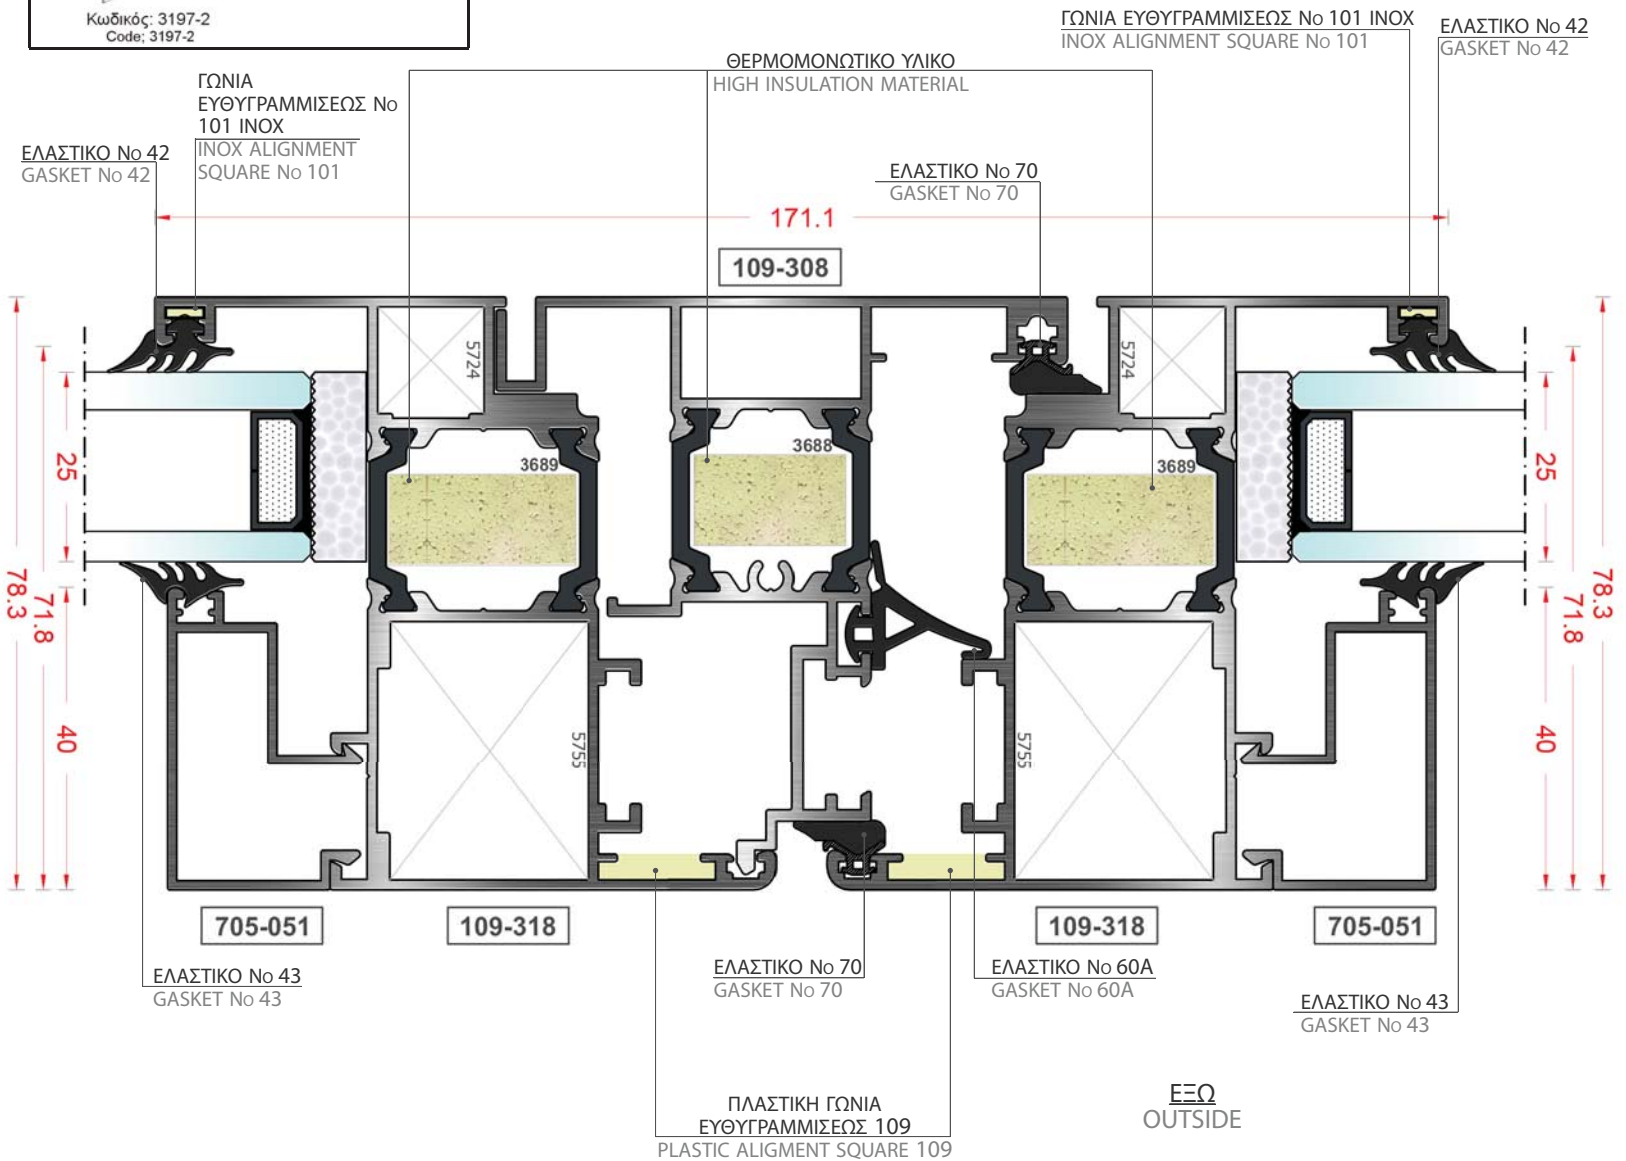 Κωδικός: 3197-2
Code; 3197-2
ΓΩΝΙΑ ΕΥΘΥΓΡΑΜΜΙΣΕΩΣ No 101 INOX
INOX ALIGNMENT SQUARE No 101
ΕΛΑΣΤΙΚΟ No 42
GASKET No 42
ΘΕΡΜΟΜΟΝΩΤΙΚΟ ΥΛΙΚΟ
HIGH INSULATION MATERIAL
ΓΩΝΙΑ
ΕΥΘΥΓΡΑΜΜΙΣΕΩΣ No
101 INOX
INOX ALIGNMENT
SQUARE No 101
ΕΛΑΣΤΙΚΟ No 42
GASKET No 42
ΕΛΑΣΤΙΚΟ No 70
GASKET No 70
171.1
109-308
5724
5724
3689
3688
3689
25
25
78.3
71.8
40
40
71.8
78.3
5755
5755
705-051
109-318
109-318
705-051
ΕΛΑΣΤΙΚΟ No 43
GASKET No 43
ΕΛΑΣΤΙΚΟ No 70
GASKET No 70
ΕΛΑΣΤΙΚΟ No 60A
GASKET No 60A
ΕΛΑΣΤΙΚΟ No 43
GASKET No 43
ΠΛΑΣΤΙΚΗ ΓΩΝΙΑ
ΕΥΘΥΓΡΑΜΜΙΣΕΩΣ 109
PLASTIC ALIGMENT SQUARE 109
ΕΞΩ
OUTSIDE